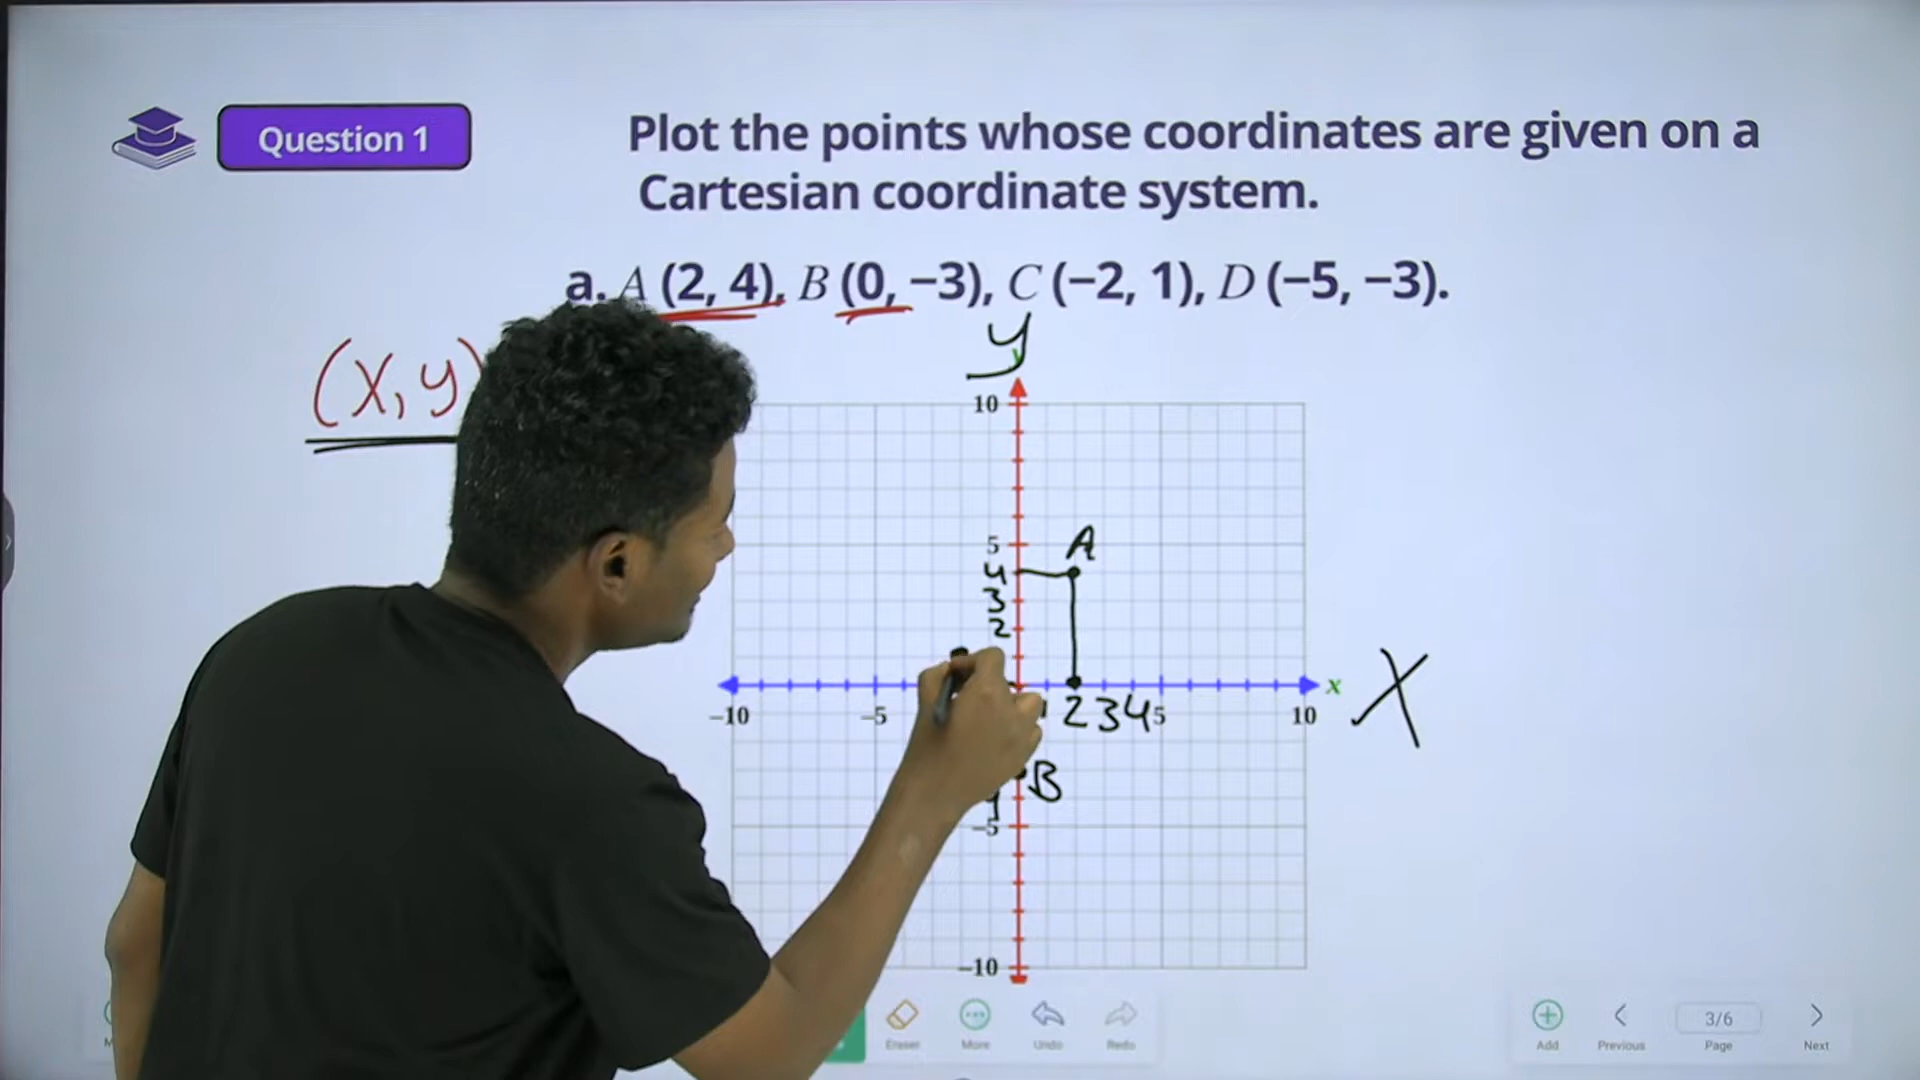 Question 1
Plot the points whose coordinates are given on a
Cartesian coordinate system.
a. A (2, 4), B (0, −3), C (−2, 1), D (−5, −3).
(x, y)
y
y
10
A
5
4
3
2
x
X
−10
−5
2 3 4 5
10
B
4
−5
−10
Eraser
More
Undo
Redo
Add
Previous
3/6
Page
Next